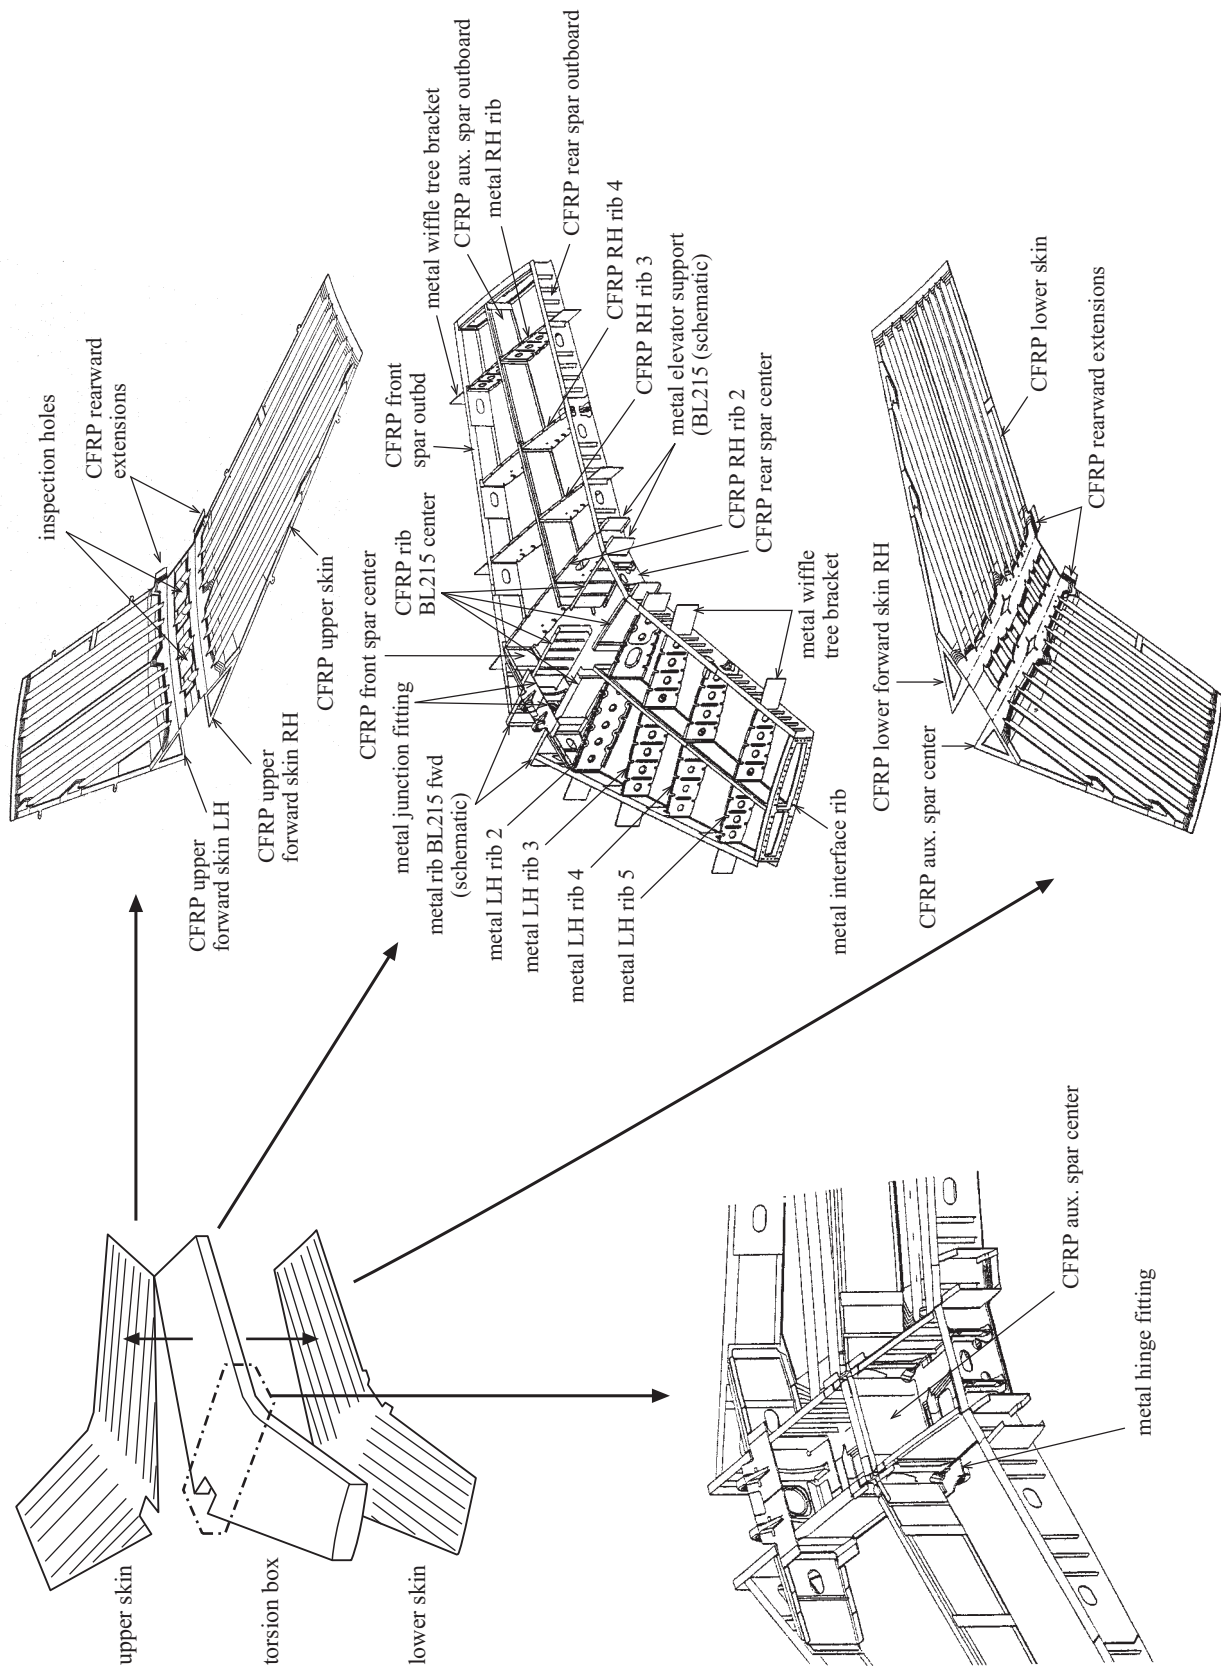 upper skin
torsion box
lower skin
inspection holes
CFRP rearward
extensions
CFRP upper
forward skin LH
CFRP upper
forward skin RH
CFRP upper skin
metal wiffle tree bracket
CFRP aux. spar outboard
metal RH rib
CFRP rear spar outboard
CFRP front
spar outbd
CFRP RH rib 4
CFRP RH rib 3
metal elevator support
(BL215 (schematic)
CFRP RH rib 2
CFRP rear spar center
CFRP rib
BL215 center
CFRP front spar center
metal junction fitting
metal rib BL215 fwd
(schematic)
metal LH rib 2
metal LH rib 3
metal LH rib 4
metal LH rib 5
metal wiffle
tree bracket
metal interface rib
CFRP lower forward skin RH
CFRP aux. spar center
CFRP lower skin
CFRP rearward extensions
CFRP aux. spar center
metal hinge fitting